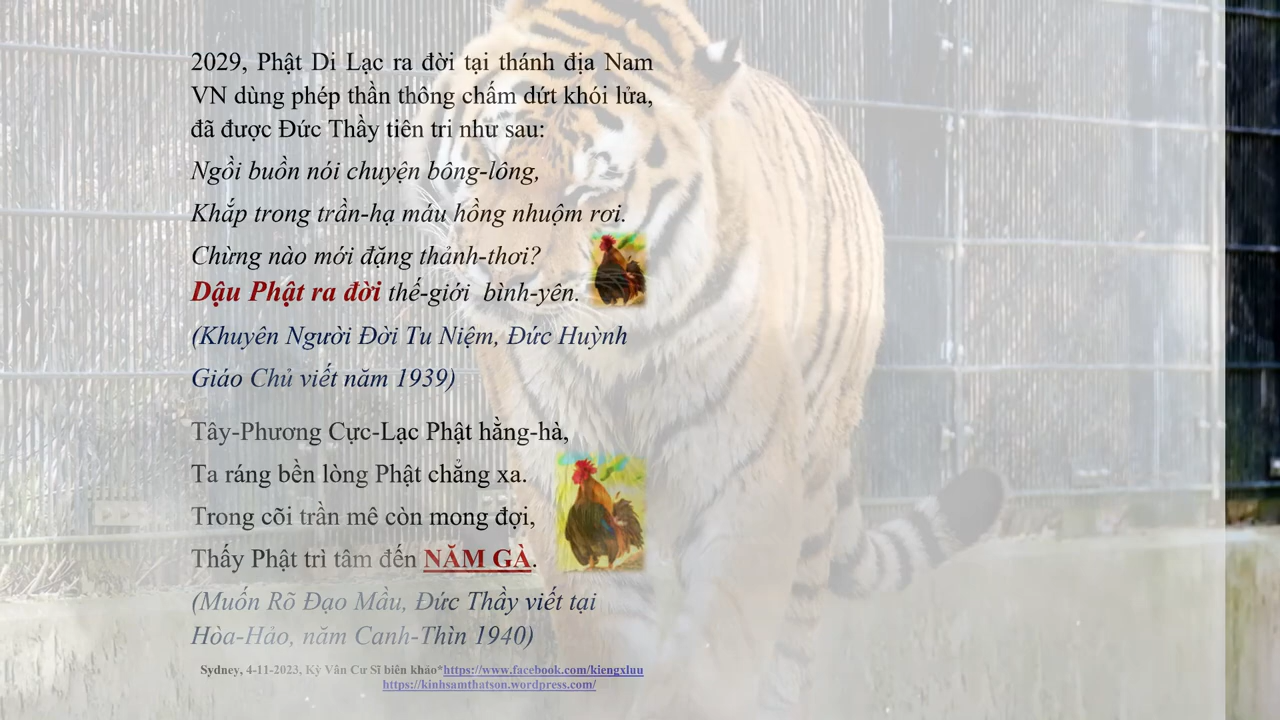 2029, Phật Di Lạc ra đời tại thánh địa Nam
VN dùng phép thần thông chấm dứt khói lửa,
đã được Đức Thầy tiên tri như sau:
Ngồi buồn nói chuyện bông-lông,
Khắp trong trần-hạ máu hồng nhuộm rơi.
Chừng nào mới đặng thảnh-thơi?
Dậu Phật ra đời thế-giới bình-yên.
(Khuyên Người Đời Tu Niệm, Đức Huỳnh
Giáo Chủ viết năm 1939)
Tây-Phương Cực-Lạc Phật hằng-hà,
Ta ráng bền lòng Phật chẳng xa.
Trong cõi trần mê còn mong đợi,
Thấy Phật trì tâm đến NĂM GÀ.
(Muốn Rõ Đạo Mầu, Đức Thầy viết tại
Hòa-Hảo, năm Canh-Thìn 1940)
Sydney, 4-11-2023, Kỳ Vân Cư Sĩ biên khảo*https://www.facebook.com/kiengxluu
https://kinhsamthatson.wordpress.com/